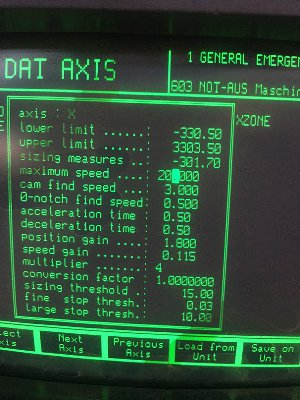 DAT AXIS
1 GENERAL EMERGEN
603 NOT-AUS Maschin
XZONE
axis : X
lower limit ......: -330.50
upper limit ......: 3303.50
sizing measures ..: -301.70
maximum speed ....: 20.000
cam find speed ...: 3.000
0-notch find speed: 0.500
acceleration time : 0.50
deceleration time : 0.50
position gain ....: 1.800
speed gain .......: 0.115
multiplier .......: 4
conversion factor : 1.0000000
sizing threshold .: 15.00
fine stop thresh.: 0.03
large stop thresh.: 10.00
lect Axis
Next Axis
Previous Axis
Load from Unit
Save on Unit